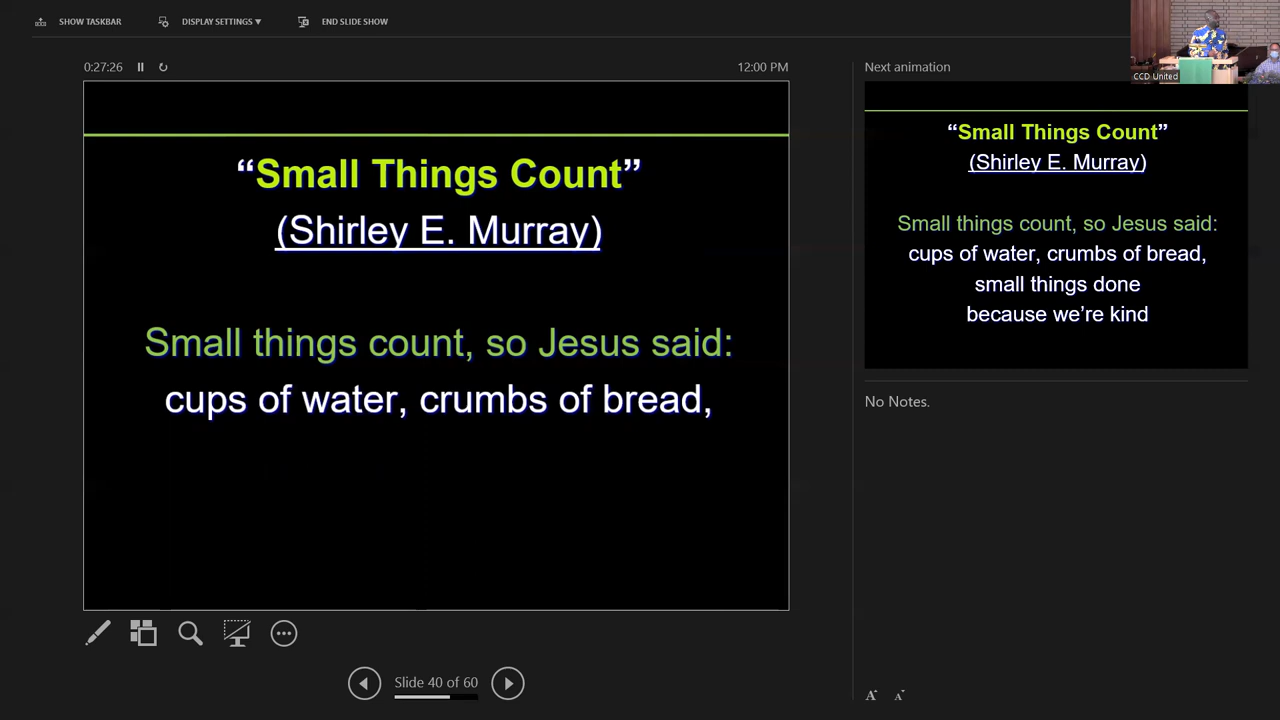 SHOW TASKBAR
DISPLAY SETTINGS ▼
END SLIDE SHOW
0:27:26
12:00 PM
“Small Things Count”
(Shirley E. Murray)
Small things count, so Jesus said:
cups of water, crumbs of bread,
Slide 40 of 60
CCD United
Next animation
“Small Things Count”
(Shirley E. Murray)
Small things count, so Jesus said:
cups of water, crumbs of bread,
small things done
because we’re kind
No Notes.
A A